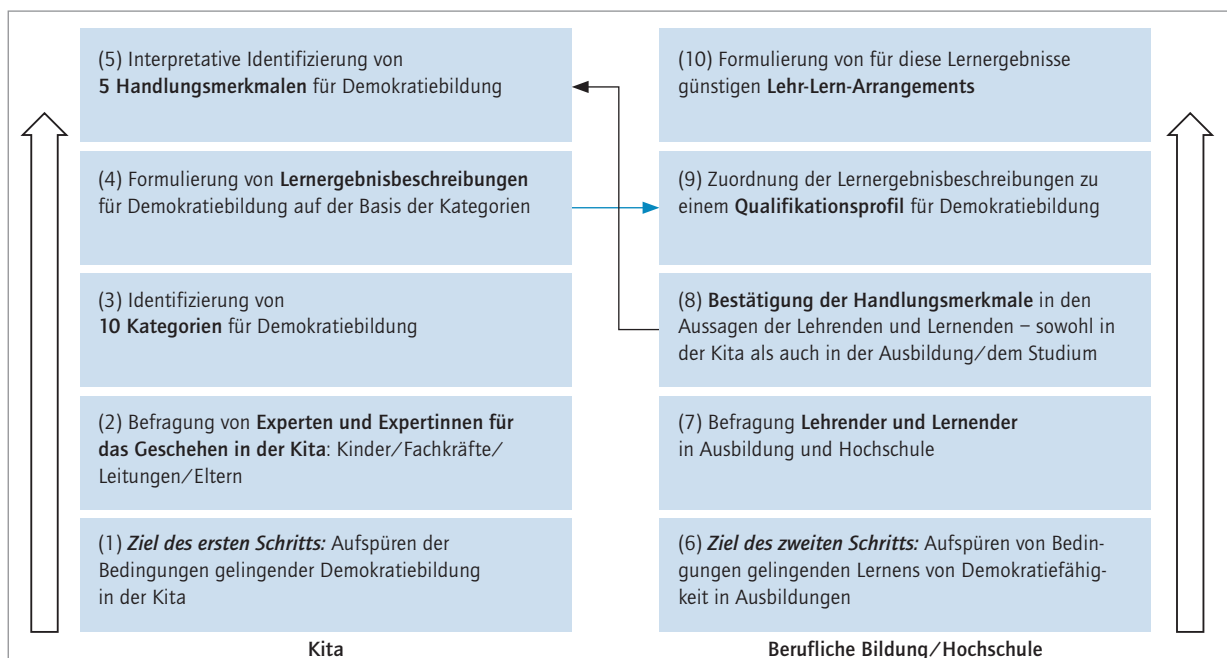 (5) Interpretative Identifizierung von
5 Handlungsmerkmalen für Demokratiebildung
(4) Formulierung von Lernergebnisbeschreibungen
für Demokratiebildung auf der Basis der Kategorien
(3) Identifizierung von
10 Kategorien für Demokratiebildung
(2) Befragung von Experten und Expertinnen für
das Geschehen in der Kita: Kinder/Fachkräfte/
Leitungen/Eltern
(1) Ziel des ersten Schritts: Aufspüren der
Bedingungen gelingender Demokratiebildung
in der Kita
Kita
(10) Formulierung von für diese Lernergebnisse
günstigen Lehr-Lern-Arrangements
(9) Zuordnung der Lernergebnisbeschreibungen zu
einem Qualifikationsprofil für Demokratiebildung
(8) Bestätigung der Handlungsmerkmale in den
Aussagen der Lehrenden und Lernenden – sowohl in
der Kita als auch in der Ausbildung/dem Studium
(7) Befragung Lehrender und Lernender
in Ausbildung und Hochschule
(6) Ziel des zweiten Schritts: Aufspüren von Bedin-
gungen gelingenden Lernens von Demokratiefähig-
keit in Ausbildungen
Berufliche Bildung/Hochschule